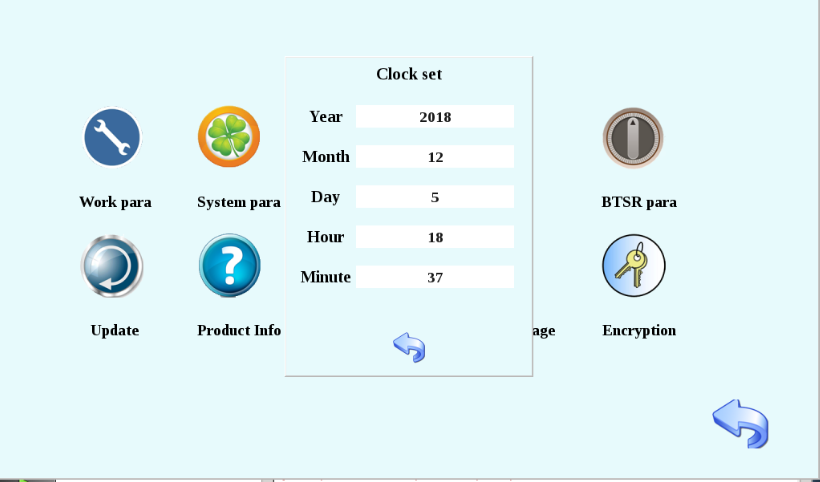 Clock set
Year 2018
Month 12
Day 5
Hour 18
Minute 37
Work para System para BTSR para
Update Product Info age Encryption